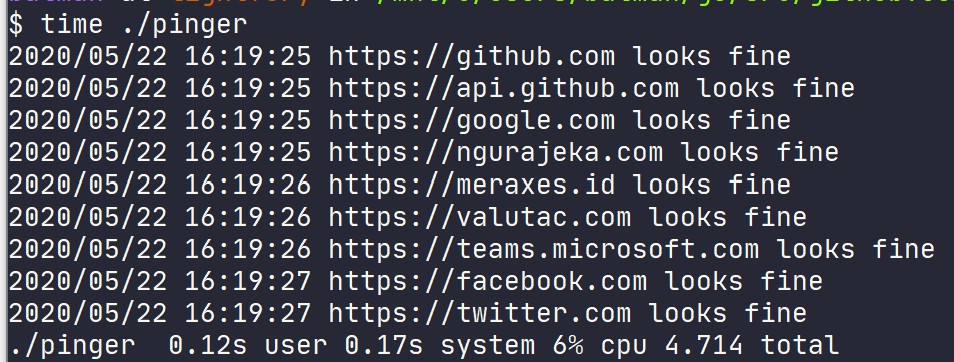 $ time ./pinger
2020/05/22 16:19:25 https://github.com looks fine
2020/05/22 16:19:25 https://api.github.com looks fine
2020/05/22 16:19:25 https://google.com looks fine
2020/05/22 16:19:25 https://ngurajeka.com looks fine
2020/05/22 16:19:26 https://meraxes.id looks fine
2020/05/22 16:19:26 https://valutac.com looks fine
2020/05/22 16:19:26 https://teams.microsoft.com looks fine
2020/05/22 16:19:27 https://facebook.com looks fine
2020/05/22 16:19:27 https://twitter.com looks fine
./pinger  0.12s user 0.17s system 6% cpu 4.714 total